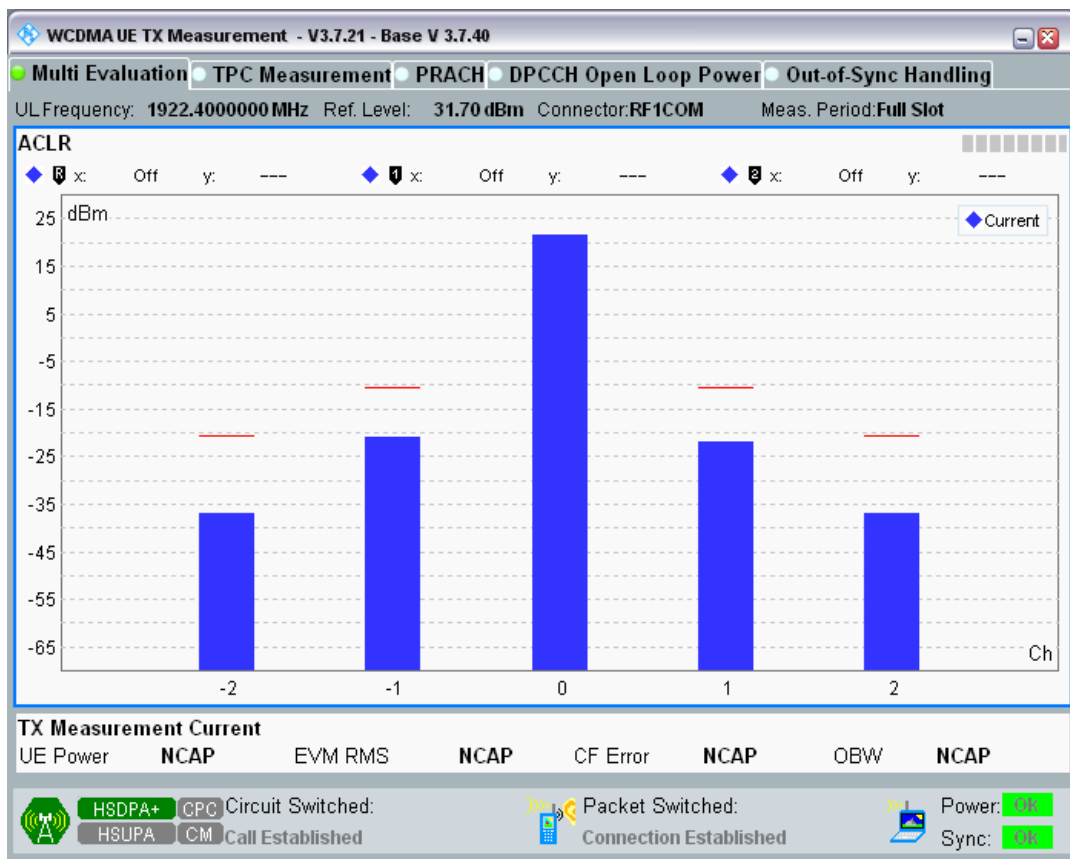 WCDMA UE TX Measurement - V3.7.21 - Base V 3.7.40
Multi Evaluation TPC Measurement PRACH DPCCH Open Loop Power Out-of-Sync Handling
UL Frequency: 1922.4000000 MHz Ref. Level: 31.70 dBm Connector:RF1COM Meas. Period:Full Slot
ACLR
R x: Off y: --- 1 x: Off y: --- 2 x: Off y: ---
25 dBm Current
15
5
-5
-15
-25
-35
-45
-55
-65
Ch
-2 -1 0 1 2
TX Measurement Current
UE Power NCAP EVM RMS NCAP CF Error NCAP OBW NCAP
HSDPA+ CPC Circuit Switched: Packet Switched: Power: OK
HSUPA CM Call Established Connection Established Sync: OK